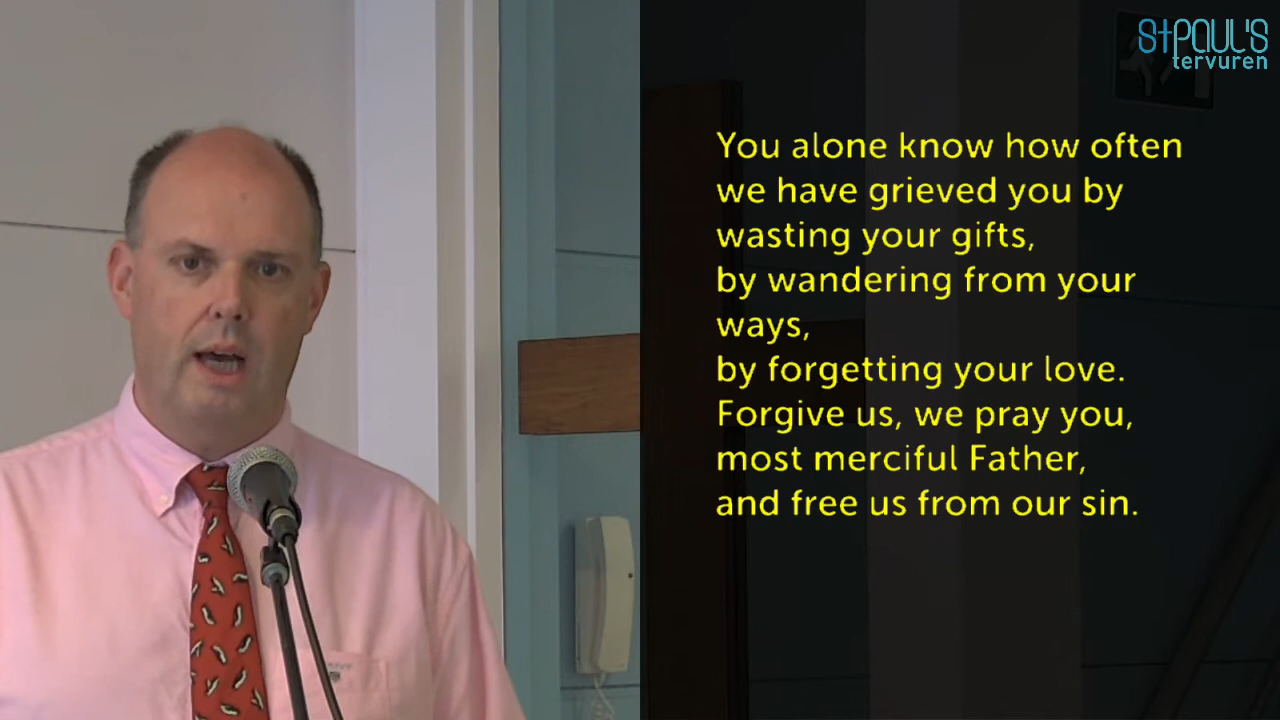 St PAUL'S
tervuren
You alone know how often
we have grieved you by
wasting your gifts,
by wandering from your
ways,
by forgetting your love.
Forgive us, we pray you,
most merciful Father,
and free us from our sin.